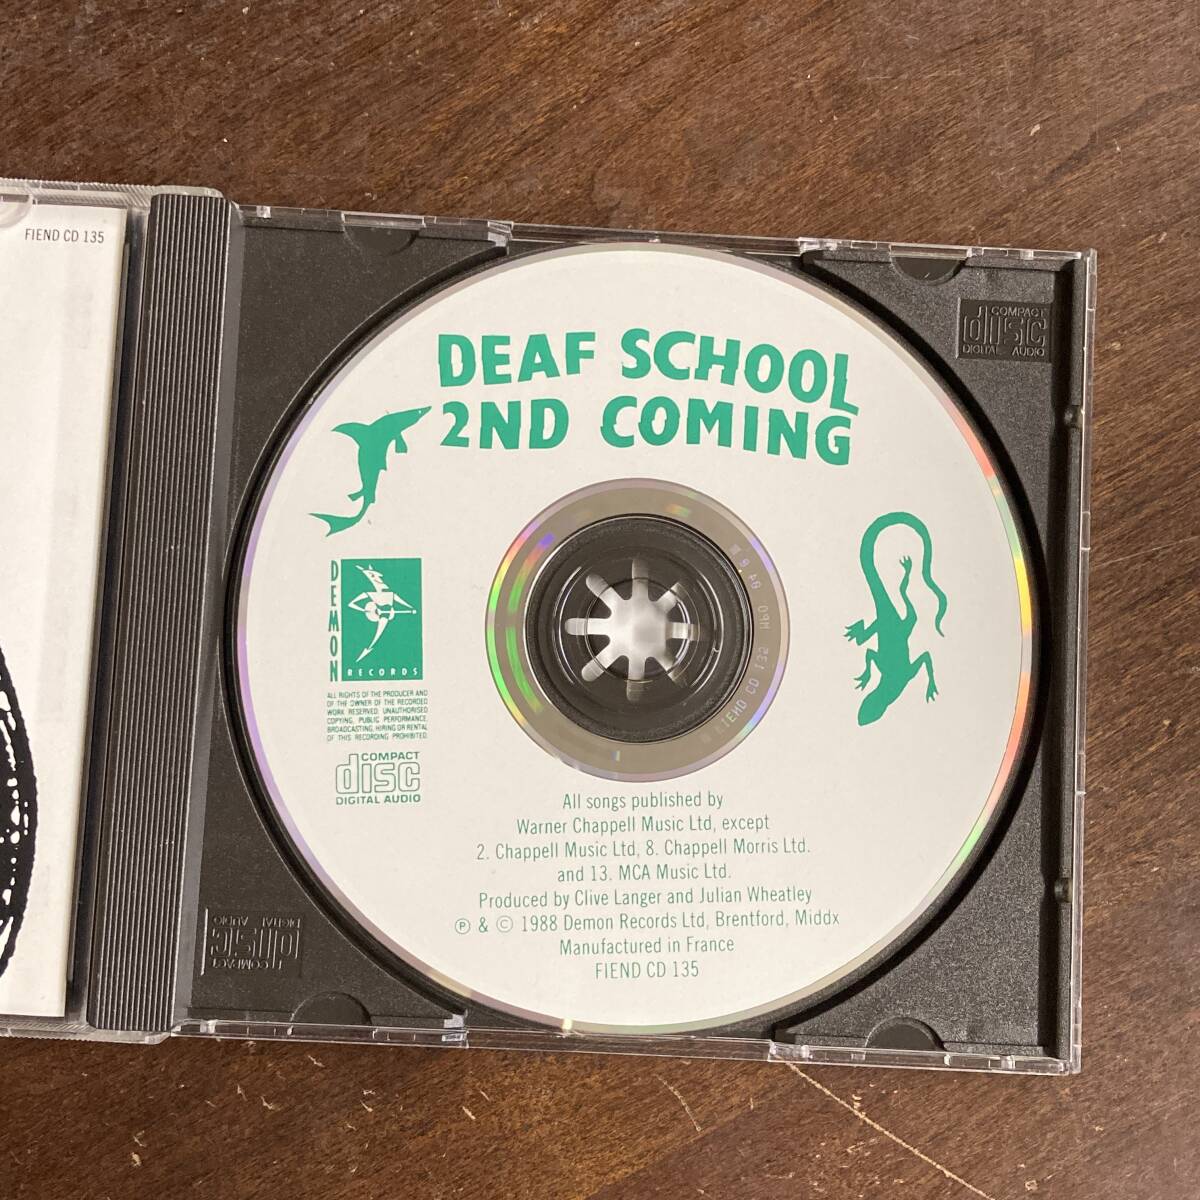 FIEND CD 135
DEAF SCHOOL
2ND COMING
DEMON
RECORDS
ALL RIGHTS OF THE PRODUCER AND
OF THE OWNER OF THE RECORDED
WORK RESERVED. UNAUTHORISED
COPYING, PUBLIC PERFORMANCE,
BROADCASTING, HIRING OR RENTAL
OF THIS RECORDING PROHIBITED.
COMPACT
disc
DIGITAL AUDIO
All songs published by
Warner Chappell Music Ltd, except
2. Chappell Music Ltd, 8. Chappell Morris Ltd.
and 13. MCA Music Ltd.
Produced by Clive Langer and Julian Wheatley
℗ & © 1988 Demon Records Ltd, Brentford, Middx
Manufactured in France
FIEND CD 135
COMPACT
disc
DIGITAL AUDIO
COMPACT
disc
DIGITAL AUDIO